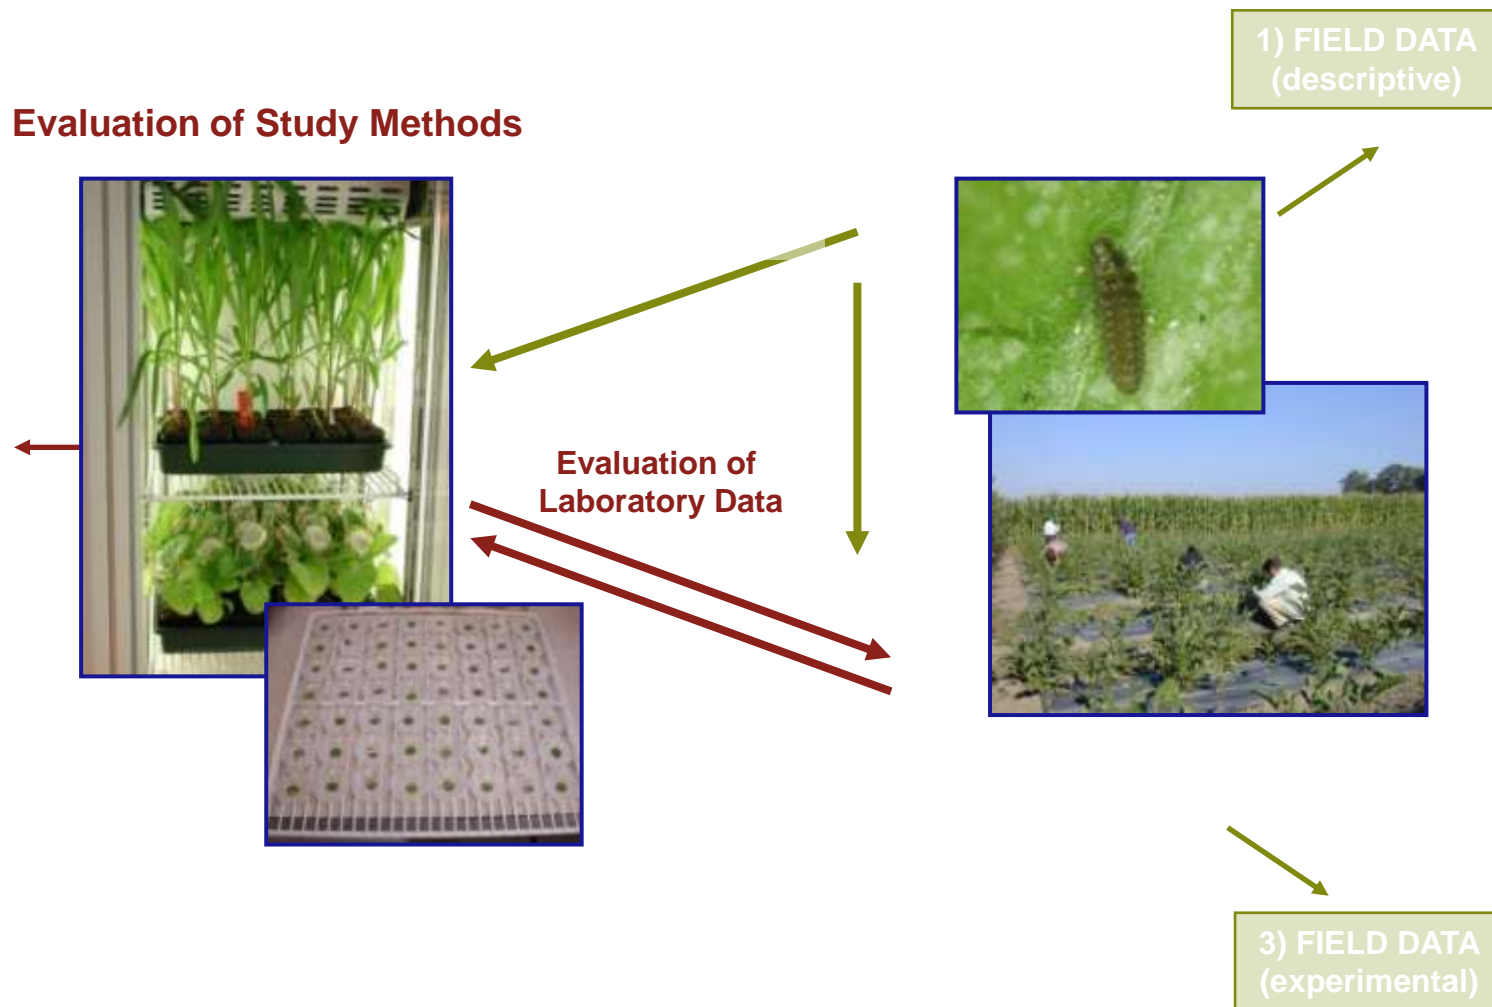 1) FIELD DATA
(descriptive)
Evaluation of Study Methods
Evaluation of
Laboratory Data
3) FIELD DATA
(experimental)